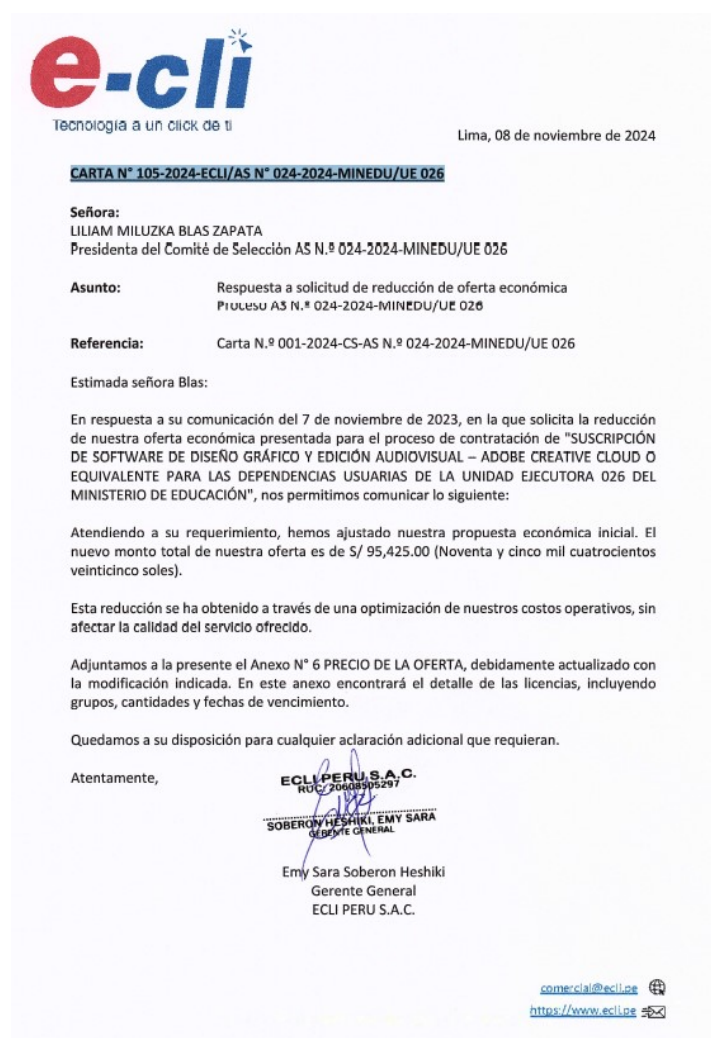 e-cli
Tecnología a un click de ti
Lima, 08 de noviembre de 2024
CARTA N° 105-2024-ECLI/AS N° 024-2024-MINEDU/UE 026
Señora:
LILIAM MILUZKA BLAS ZAPATA
Presidenta del Comité de Selección AS N.º 024-2024-MINEDU/UE 026
Asunto: Respuesta a solicitud de reducción de oferta económica
Proceso AS N.º 024-2024-MINEDU/UE 026
Referencia: Carta N.º 001-2024-CS-AS N.º 024-2024-MINEDU/UE 026
Estimada señora Blas:
En respuesta a su comunicación del 7 de noviembre de 2023, en la que solicita la reducción
de nuestra oferta económica presentada para el proceso de contratación de "SUSCRIPCIÓN
DE SOFTWARE DE DISEÑO GRÁFICO Y EDICIÓN AUDIOVISUAL – ADOBE CREATIVE CLOUD O
EQUIVALENTE PARA LAS DEPENDENCIAS USUARIAS DE LA UNIDAD EJECUTORA 026 DEL
MINISTERIO DE EDUCACIÓN", nos permitimos comunicar lo siguiente:
Atendiendo a su requerimiento, hemos ajustado nuestra propuesta económica inicial. El
nuevo monto total de nuestra oferta es de S/ 95,425.00 (Noventa y cinco mil cuatrocientos
veinticinco soles).
Esta reducción se ha obtenido a través de una optimización de nuestros costos operativos, sin
afectar la calidad del servicio ofrecido.
Adjuntamos a la presente el Anexo N° 6 PRECIO DE LA OFERTA, debidamente actualizado con
la modificación indicada. En este anexo encontrará el detalle de las licencias, incluyendo
grupos, cantidades y fechas de vencimiento.
Quedamos a su disposición para cualquier aclaración adicional que requieran.
Atentamente,
ECLI PERU S.A.C.
RUC: 20608505297
SOBERON HESHIKI, EMY SARA
GERENTE GENERAL
Emy Sara Soberon Heshiki
Gerente General
ECLI PERU S.A.C.
comercial@ecli.pe
https://www.ecli.pe